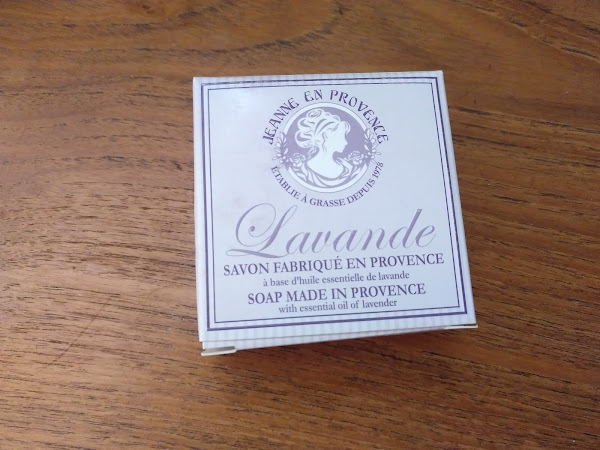 JEANNE EN PROVENCE
ÉTABLIE À GRASSE DEPUIS 1978
Lavande
SAVON FABRIQUÉ EN PROVENCE
à base d'huile essentielle de lavande
SOAP MADE IN PROVENCE
with essential oil of lavender